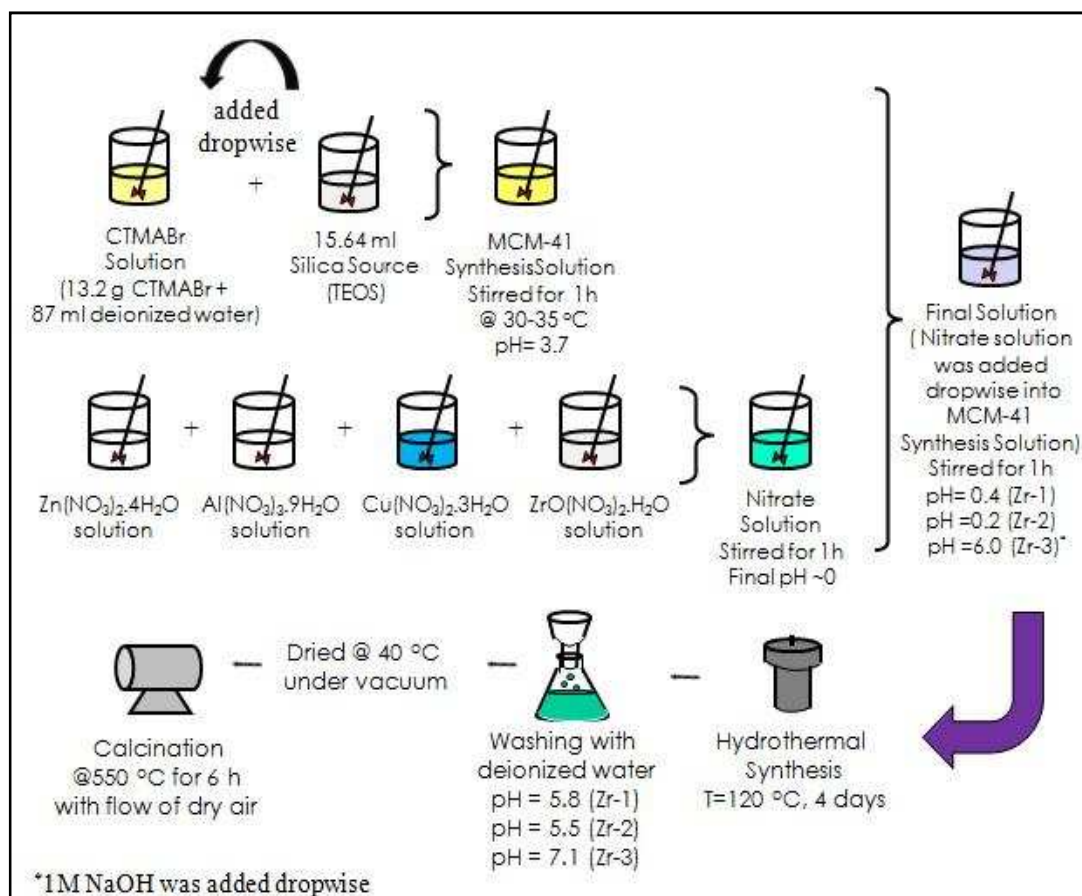 added
dropwise
+
CTMABr
Solution
(13.2 g CTMABr +
87 ml deionized water)
15.64 ml
Silica Source
(TEOS)
MCM-41
SynthesisSolution
Stirred for 1h
@ 30-35 °C
pH= 3.7
+
+
+
Zn(NO₃)₂.4H₂O
solution
Al(NO₃)₃.9H₂O
solution
Cu(NO₃)₂.3H₂O
solution
ZrO(NO₃)₂.H₂O
solution
Nitrate
Solution
Stirred for 1h
Final pH ~0
Final Solution
( Nitrate solution
was added
dropwise into
MCM-41
Synthesis Solution)
Stirred for 1h
pH= 0.4 (Zr-1)
pH =0.2 (Zr-2)
pH =6.0 (Zr-3)*
Hydrothermal
Synthesis
T=120 °C, 4 days
Washing with
deionized water
pH = 5.8 (Zr-1)
pH = 5.5 (Zr-2)
pH = 7.1 (Zr-3)
Dried @ 40 °C
under vacuum
Calcination
@550 °C for 6 h
with flow of dry air
*1M NaOH was added dropwise